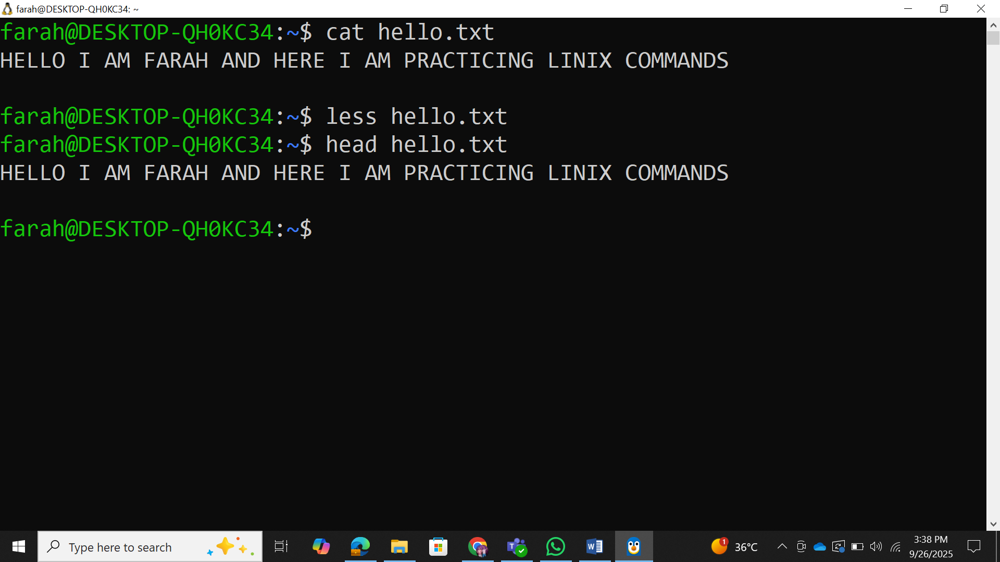 farah@DESKTOP-QH0KC34: ~
farah@DESKTOP-QH0KC34:~$ cat hello.txt
HELLO I AM FARAH AND HERE I AM PRACTICING LINIX COMMANDS
farah@DESKTOP-QH0KC34:~$ less hello.txt
farah@DESKTOP-QH0KC34:~$ head hello.txt
HELLO I AM FARAH AND HERE I AM PRACTICING LINIX COMMANDS
farah@DESKTOP-QH0KC34:~$
Type here to search
1
36°C
3:38 PM
9/26/2025